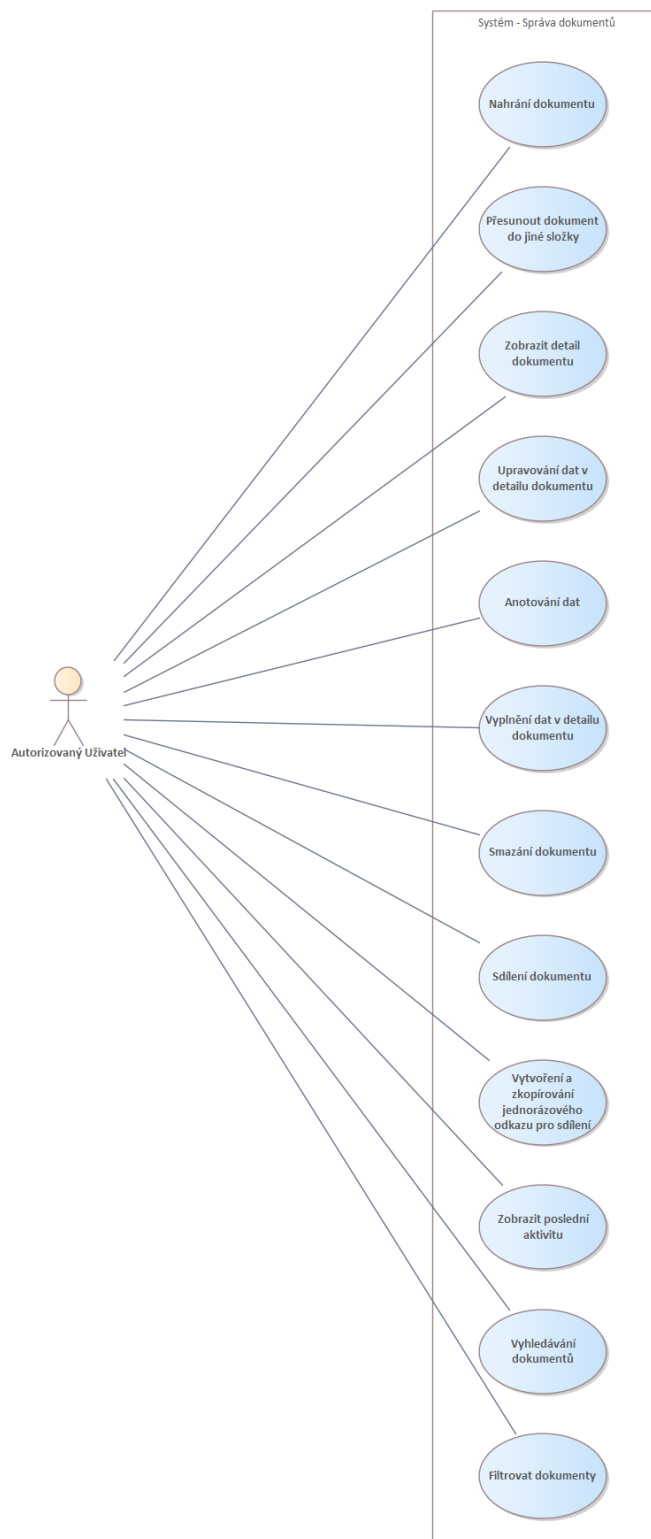 Systém - Správa dokumentů
Nahrání dokumentu
Přesunout dokument
do jiné složky
Zobrazit detail
dokumentu
Upravování dat v
detailu dokumentu
Anotování dat
Autorizovaný Uživatel
Vyplnění dat v detailu
dokumentu
Smazání dokumentu
Sdílení dokumentu
Vytvoření a
zkopírování
jednorázového
odkazu pro sdílení
Zobrazit poslední
aktivitu
Vyhledávání
dokumentů
Filtrovat dokumenty